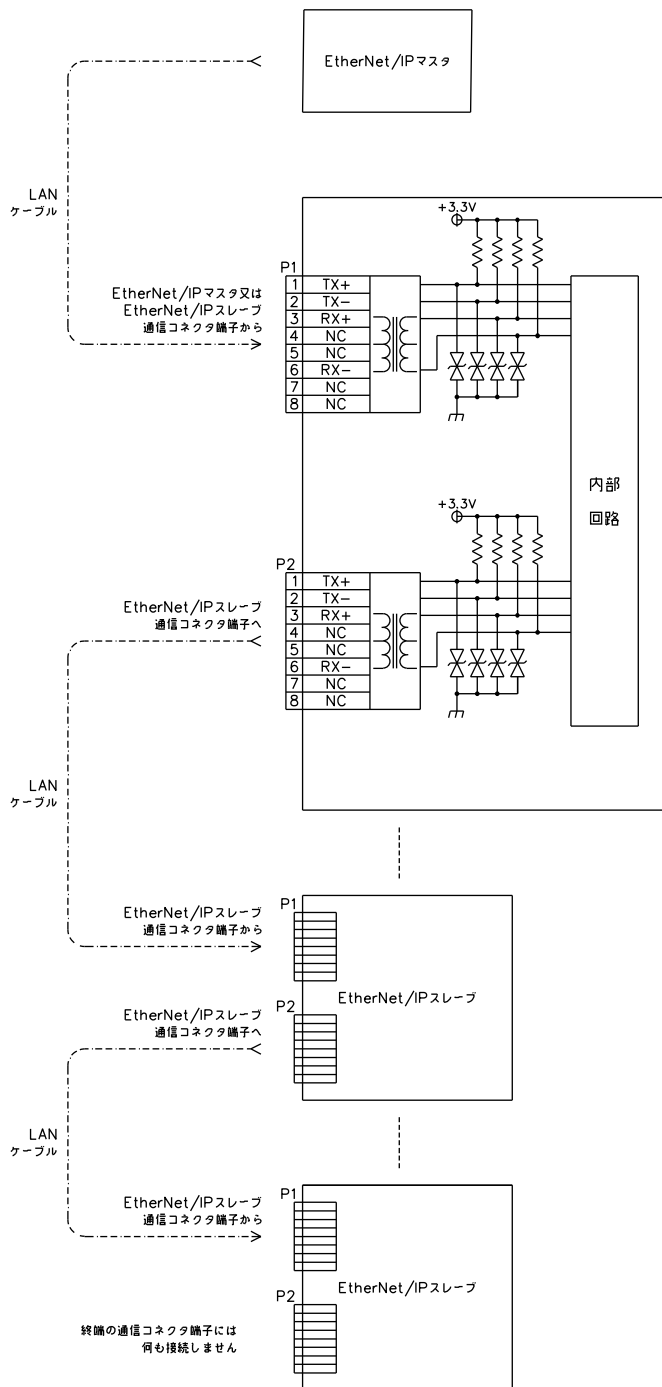 EtherNet/IPマスタ
LAN
ケーブル
+3.3V
P1
EtherNet/IPマスタ又は
EtherNet/IPスレーブ
通信コネクタ端子から
1 TX+
2 TX-
3 RX+
4 NC
5 NC
6 RX-
7 NC
8 NC
内部
回路
+3.3V
P2
EtherNet/IPスレーブ
通信コネクタ端子へ
1 TX+
2 TX-
3 RX+
4 NC
5 NC
6 RX-
7 NC
8 NC
LAN
ケーブル
P1
EtherNet/IPスレーブ
通信コネクタ端子から
EtherNet/IPスレーブ
P2
EtherNet/IPスレーブ
通信コネクタ端子へ
LAN
ケーブル
P1
EtherNet/IPスレーブ
通信コネクタ端子から
EtherNet/IPスレーブ
P2
終端の通信コネクタ端子には
何も接続しません